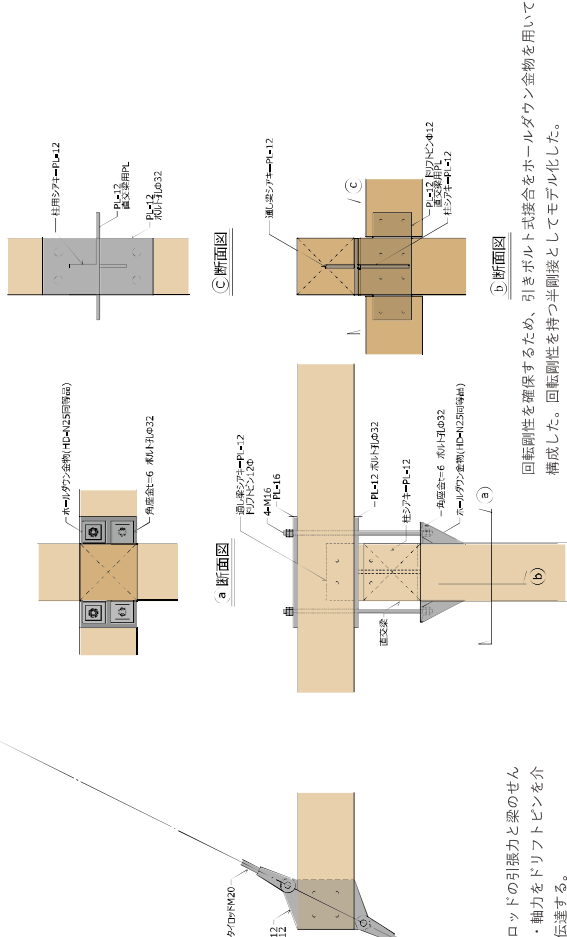 柱用シアキーPL-12
PL-12
直交梁用PL
PL-12
ボルト孔Φ32
ⓒ断面図
通し梁シアキーPL-12
ⓒ
PL-12 ドリフトピンΦ12
直交梁用PL
柱シアキーPL-12
ⓑ断面図
回転剛性を確保するため、引きボルト式接合をホールダウン金物を用いて
構成した。回転剛性を持つ半剛接としてモデル化した。
ホールダウン金物(HD-N25同等品)
角座金t=6 ボルト孔Φ32
ⓐ断面図
通し梁シアキーPL-12
ドリフトピン12Φ
4-M16
PL-16
PL-12 ボルト孔Φ32
柱シアキーPL-12
角座金t=6 ボルト孔Φ32
ホールダウン金物(HD-N25同等品)
直交梁
ⓐ
ⓑ
タイロッドM20
12
12
ロッドの引張力と梁のせん
・軸力をドリフトピンを介
伝達する。